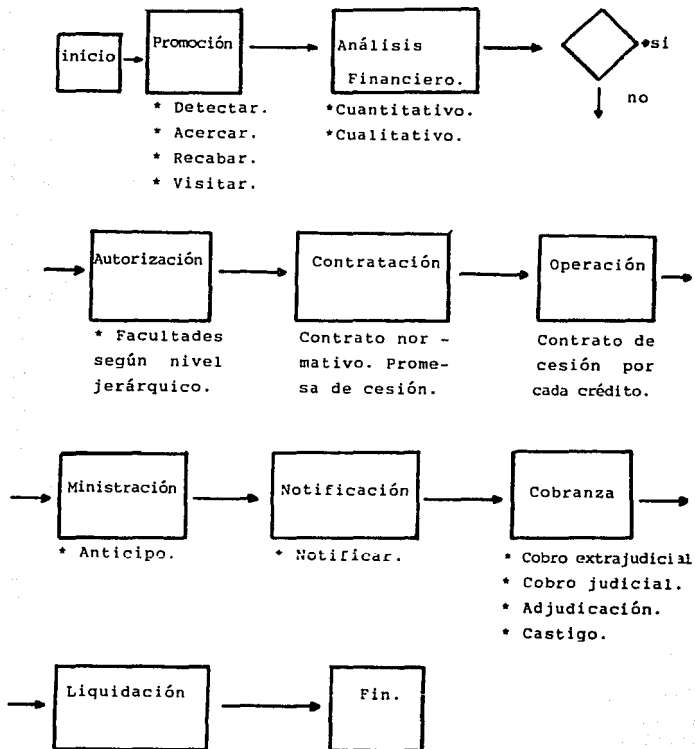 inicio
Promoción
* Detectar.
* Acercar.
* Recabar.
* Visitar.
Análisis
Financiero.
*Cuantitativo.
*Cualitativo.
si
no
Autorización
* Facultades
según nivel
jerárquico.
Contratación
Contrato nor -
mativo. Prome-
sa de cesión.
Operación
Contrato de
cesión por
cada crédito.
Ministración
* Anticipo.
Notificación
* Notificar.
Cobranza
* Cobro extrajudicial
* Cobro judicial.
* Adjudicación.
* Castigo.
Liquidación
Fin.